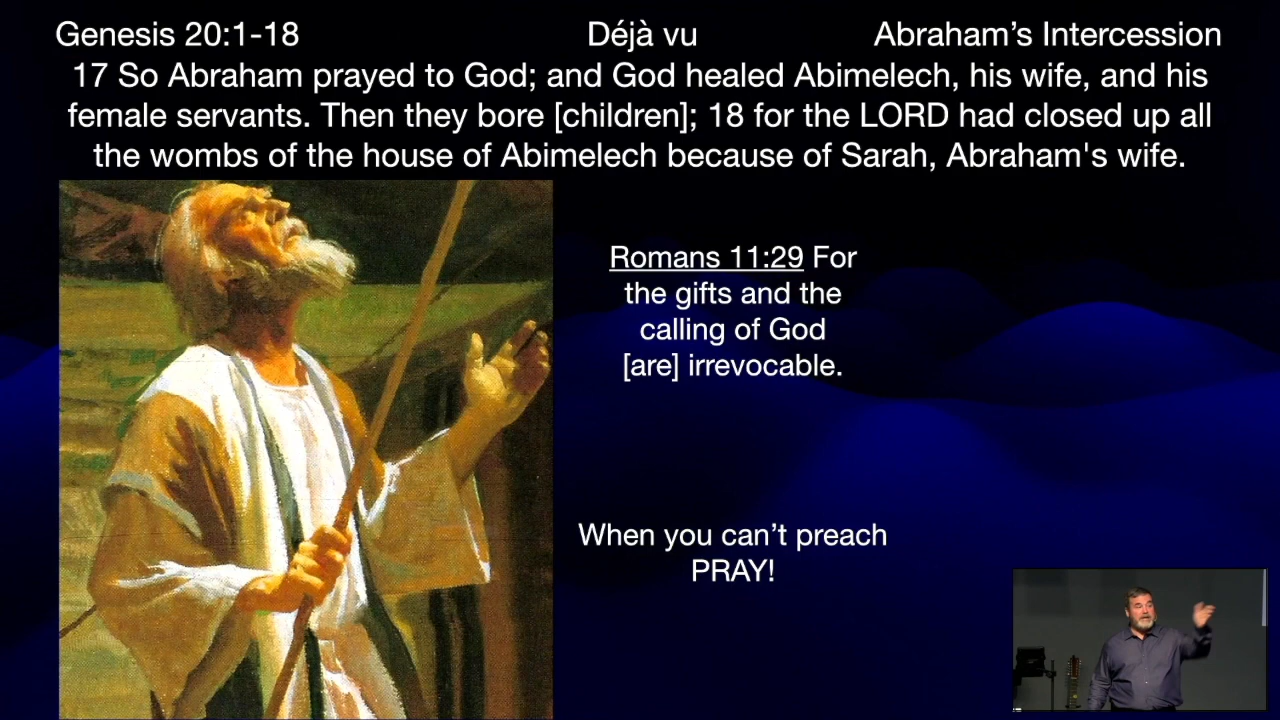 Genesis 20:1-18 Déjà vu Abraham’s Intercession
17 So Abraham prayed to God; and God healed Abimelech, his wife, and his
female servants. Then they bore [children]; 18 for the LORD had closed up all
the wombs of the house of Abimelech because of Sarah, Abraham's wife.
Romans 11:29 For
the gifts and the
calling of God
[are] irrevocable.
When you can’t preach
PRAY!